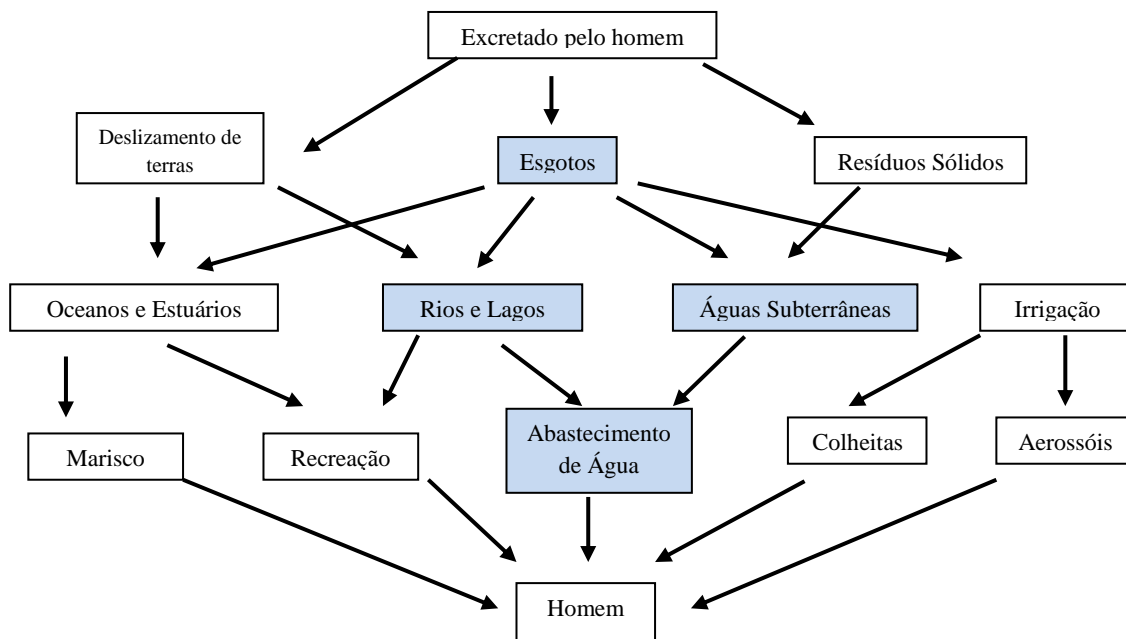 Excretado pelo homem
Deslizamento de
terras
Esgotos
Resíduos Sólidos
Oceanos e Estuários
Rios e Lagos
Águas Subterrâneas
Irrigação
Marisco
Recreação
Abastecimento
de Água
Colheitas
Aerossóis
Homem